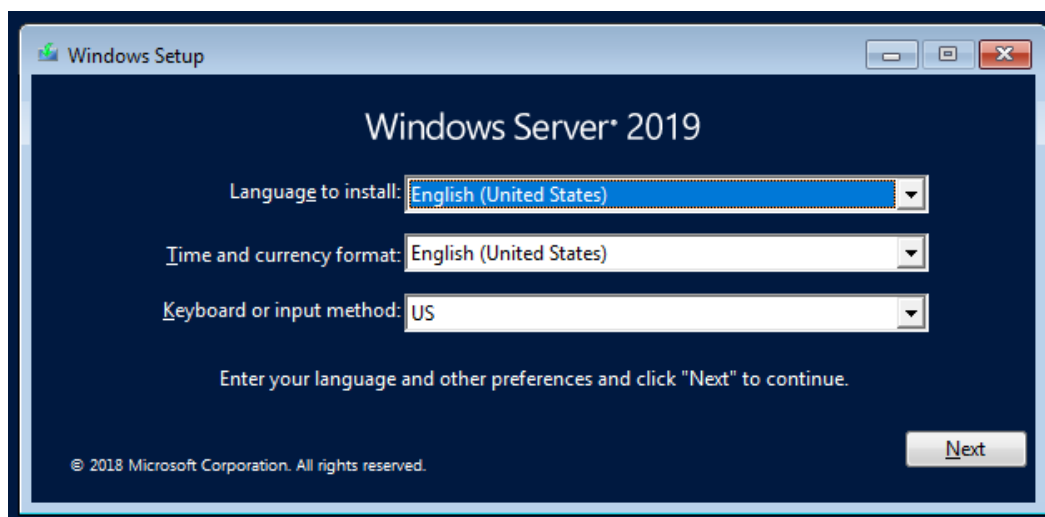 Windows Setup
Windows Server® 2019
Language to install: English (United States)
Time and currency format: English (United States)
Keyboard or input method: US
Enter your language and other preferences and click "Next" to continue.
Next
© 2018 Microsoft Corporation. All rights reserved.